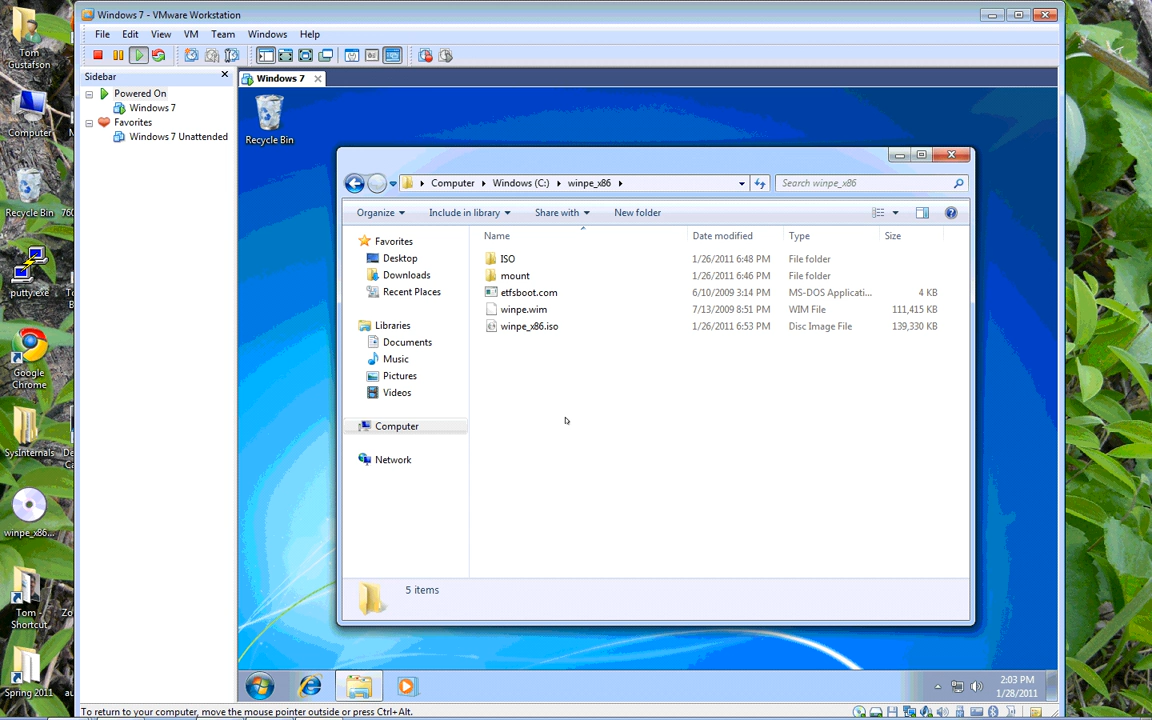 Windows 7 - VMware Workstation
File Edit View VM Team Windows Help
Sidebar
Powered On
Windows 7
Favorites
Windows 7 Unattended
Windows 7
Recycle Bin
Computer Windows (C:) winpe_x86
Search winpe_x86
Organize Include in library Share with New folder
Name Date modified Type Size
ISO 1/26/2011 6:48 PM File folder
mount 1/26/2011 6:46 PM File folder
etfsboot.com 6/10/2009 3:14 PM MS-DOS Applicati... 4 KB
winpe.wim 7/13/2009 8:51 PM WIM File 111,415 KB
winpe_x86.iso 1/26/2011 6:53 PM Disc Image File 139,330 KB
Favorites
Desktop
Downloads
Recent Places
Libraries
Documents
Music
Pictures
Videos
Computer
Network
5 items
2:03 PM
1/28/2011
To return to your computer, move the mouse pointer outside or press Ctrl+Alt.
Tom
Gustafson
Computer
Recycle Bin
760
putty.exe
Google
Chrome
SysInternals
winpe_x86...
Tom -
Shortcut
Spring 2011